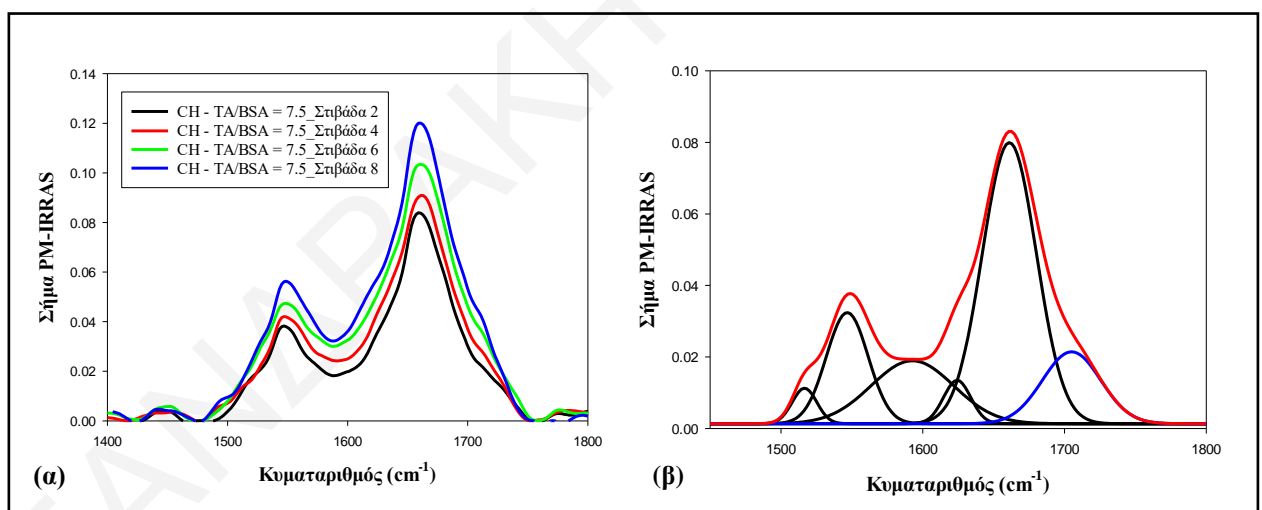 0.14
0.12
0.10
0.08
0.06
0.04
0.02
0.00
Σήμα PM-IRRAS
CH - TA/BSA = 7.5_Στιβάδα 2
CH - TA/BSA = 7.5_Στιβάδα 4
CH - TA/BSA = 7.5_Στιβάδα 6
CH - TA/BSA = 7.5_Στιβάδα 8
1400 1500 1600 1700 1800
Κυματαριθμός (cm-1)
(α)
0.10
0.08
0.06
0.04
0.02
0.00
Σήμα PM-IRRAS
1500 1600 1700 1800
Κυματαριθμός (cm-1)
(β)